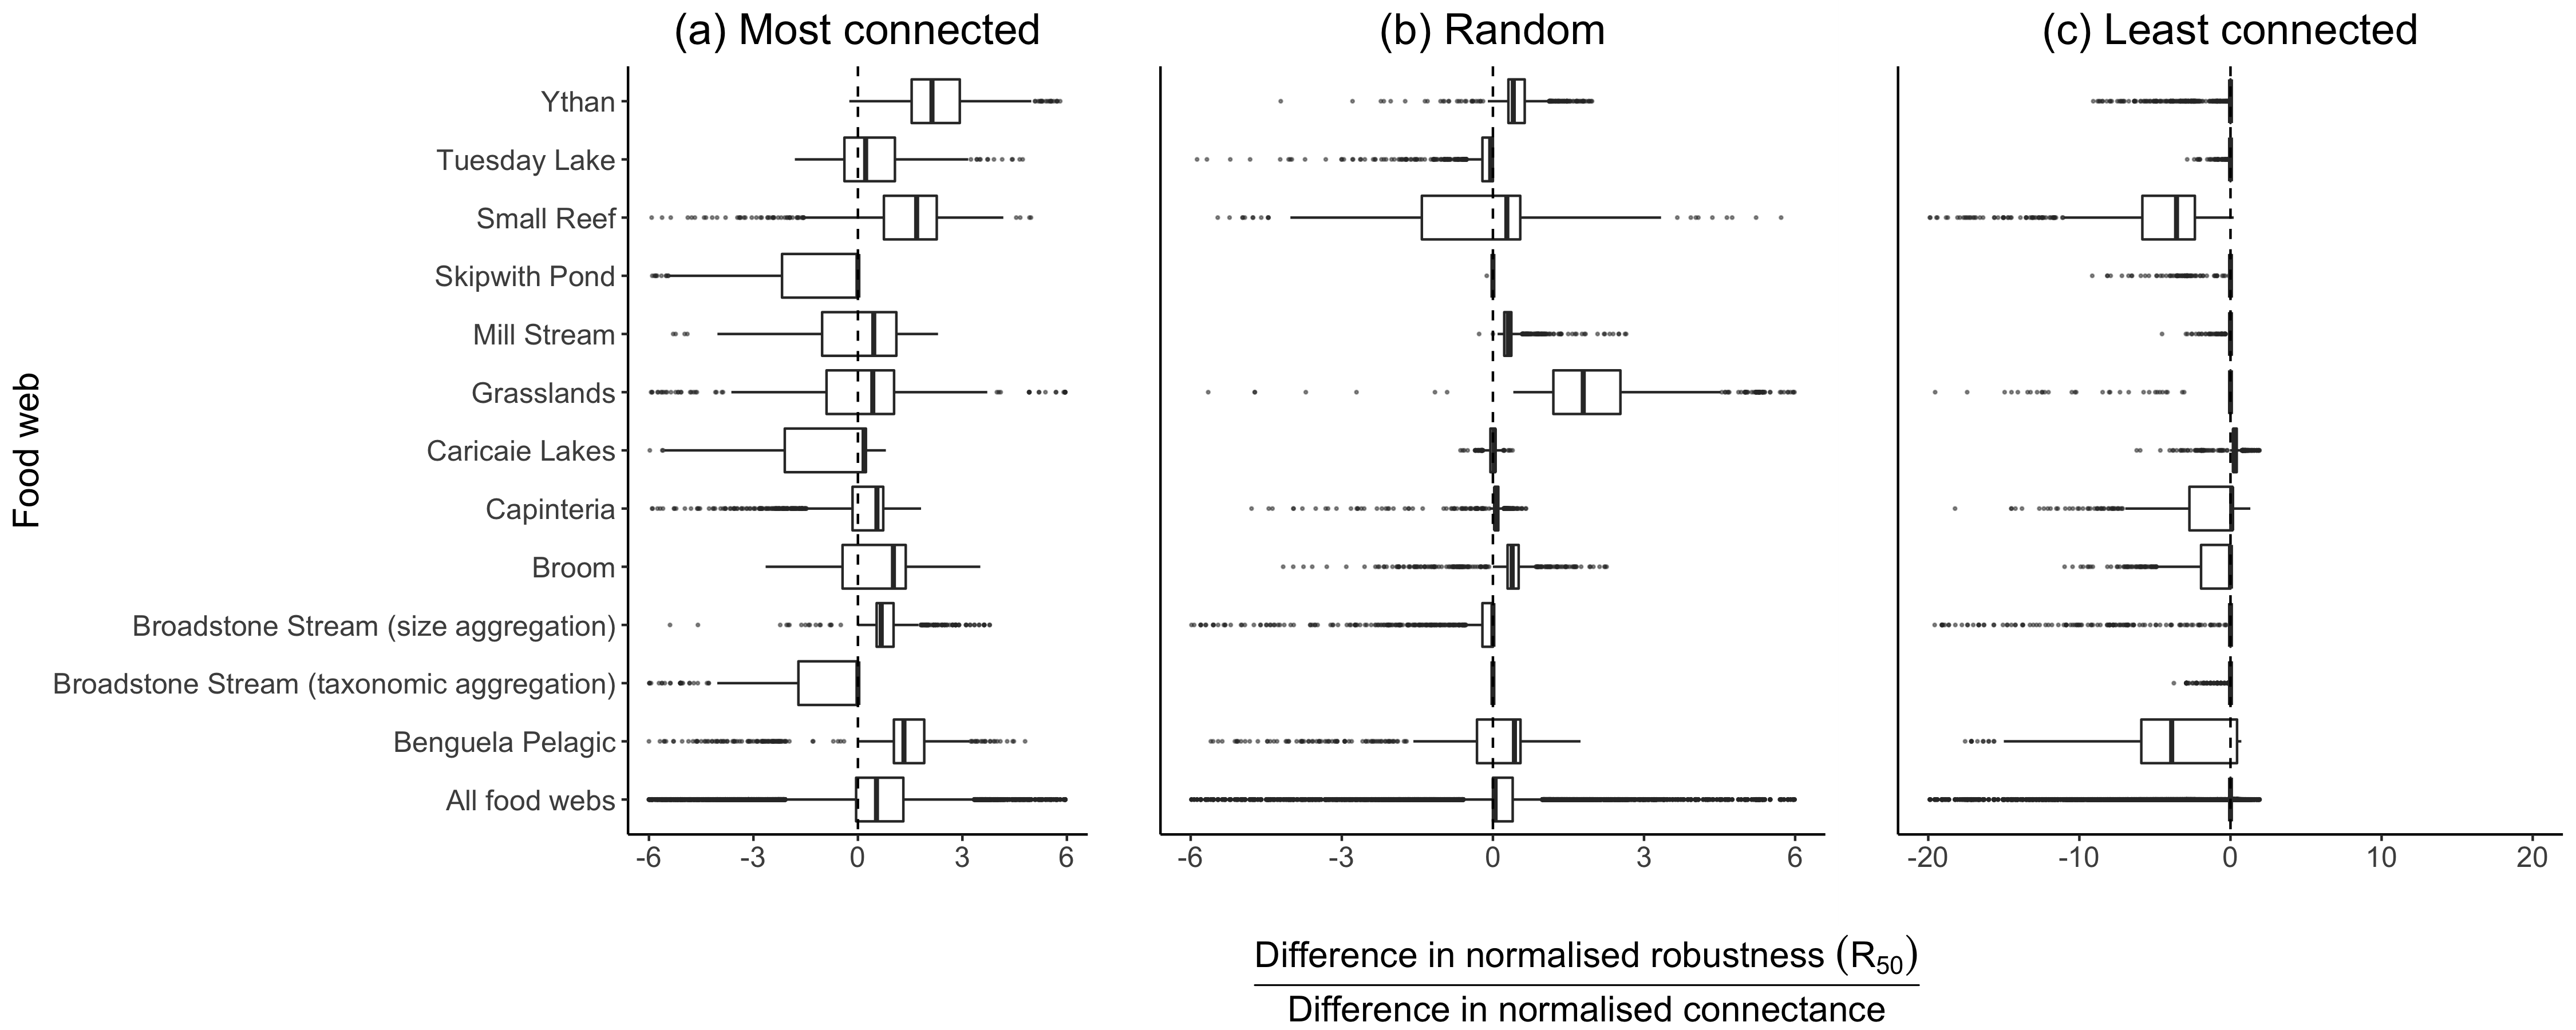 (a) Most connected
(b) Random
(c) Least connected
Food web
Ythan
Tuesday Lake
Small Reef
Skipwith Pond
Mill Stream
Grasslands
Caricaie Lakes
Capinteria
Broom
Broadstone Stream (size aggregation)
Broadstone Stream (taxonomic aggregation)
Benguela Pelagic
All food webs
-6 -3 0 3 6
-6 -3 0 3 6
-20 -10 0 10 20
Difference in normalised robustness (R50)
Difference in normalised connectance